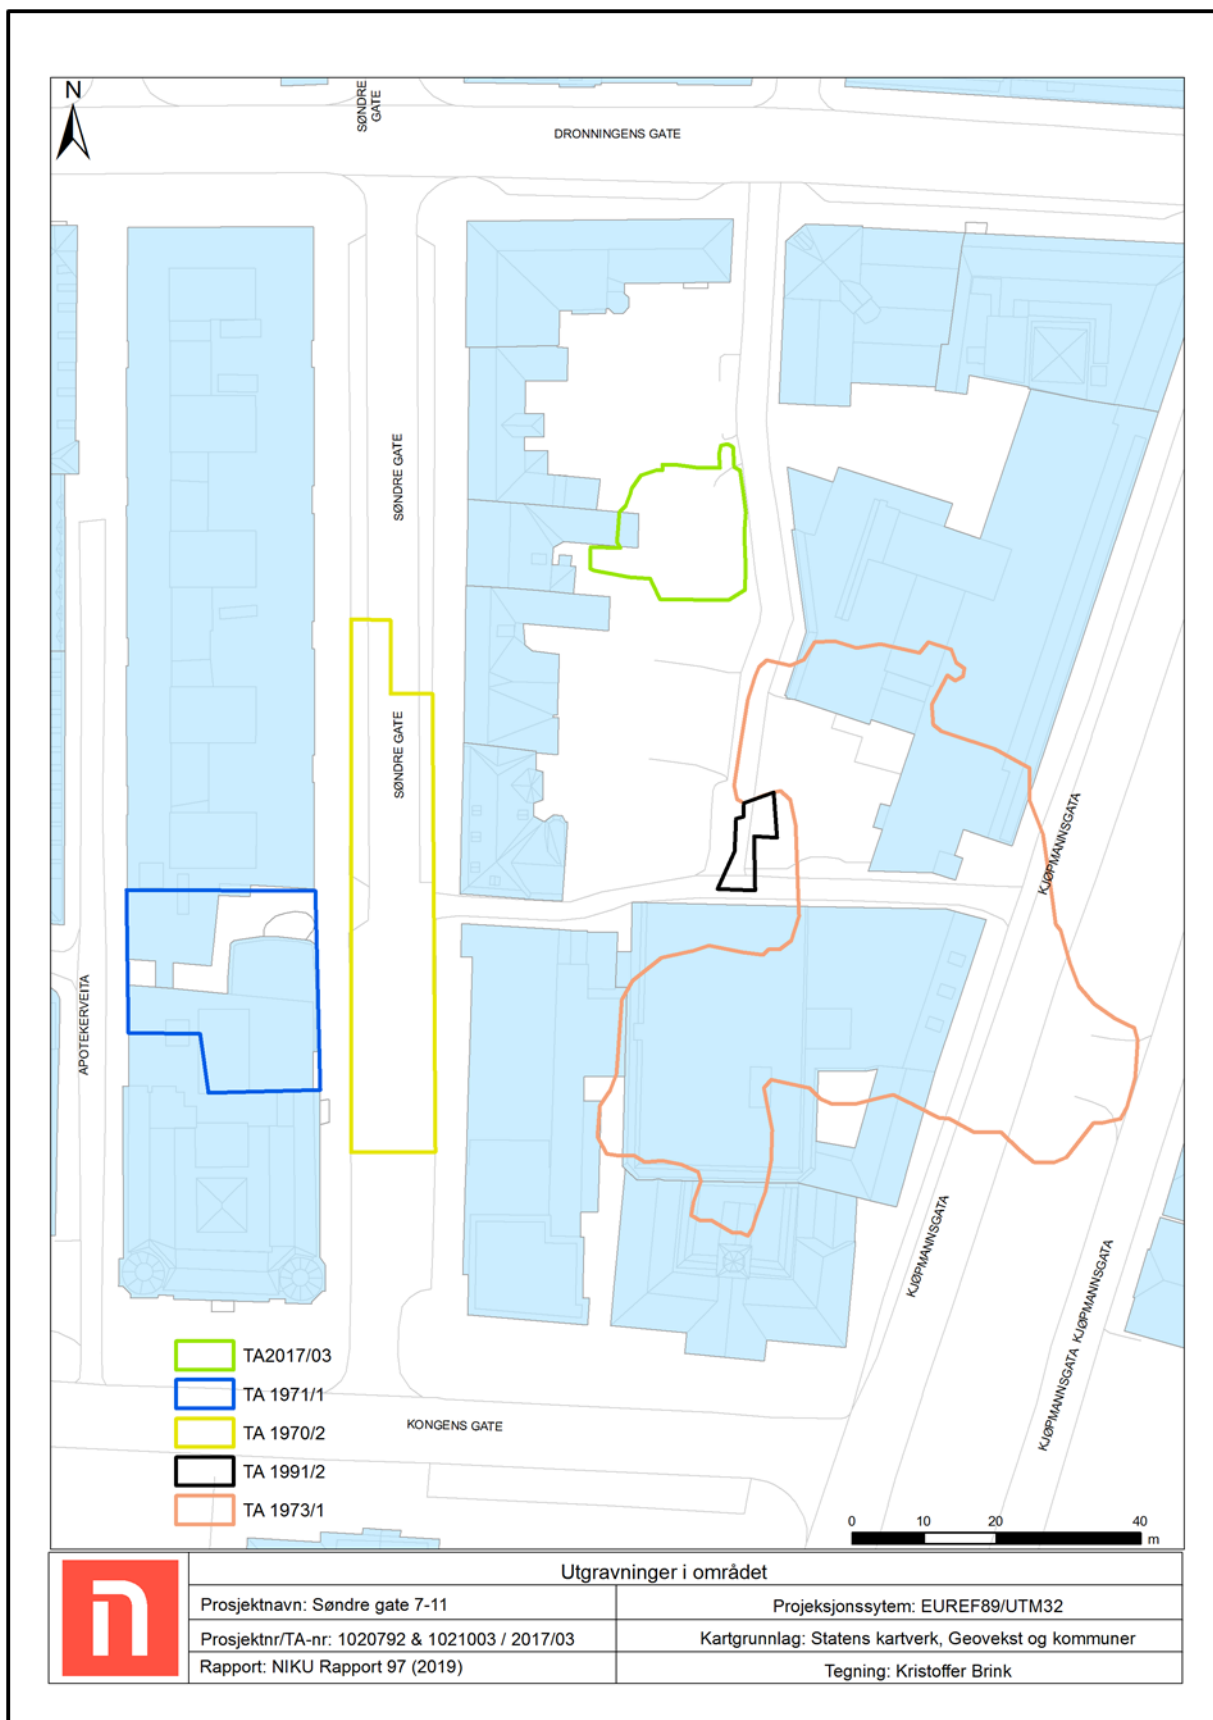 N
SØNDRE
GATE
DRONNINGENS GATE
SØNDRE GATE
SØNDRE GATE
KJØPMANNSGATA
APOTEKERVEITA
KJØPMANNSGATA
KJØPMANNSGATA KJØPMANNSGATA
KONGENS GATE
TA2017/03
TA 1971/1
TA 1970/2
TA 1991/2
TA 1973/1
0 10 20 40
m
Utgravninger i området
Prosjektnavn: Søndre gate 7-11
Projeksjonssytem: EUREF89/UTM32
Prosjektnr/TA-nr: 1020792 & 1021003 / 2017/03
Kartgrunnlag: Statens kartverk, Geovekst og kommuner
Rapport: NIKU Rapport 97 (2019)
Tegning: Kristoffer Brink